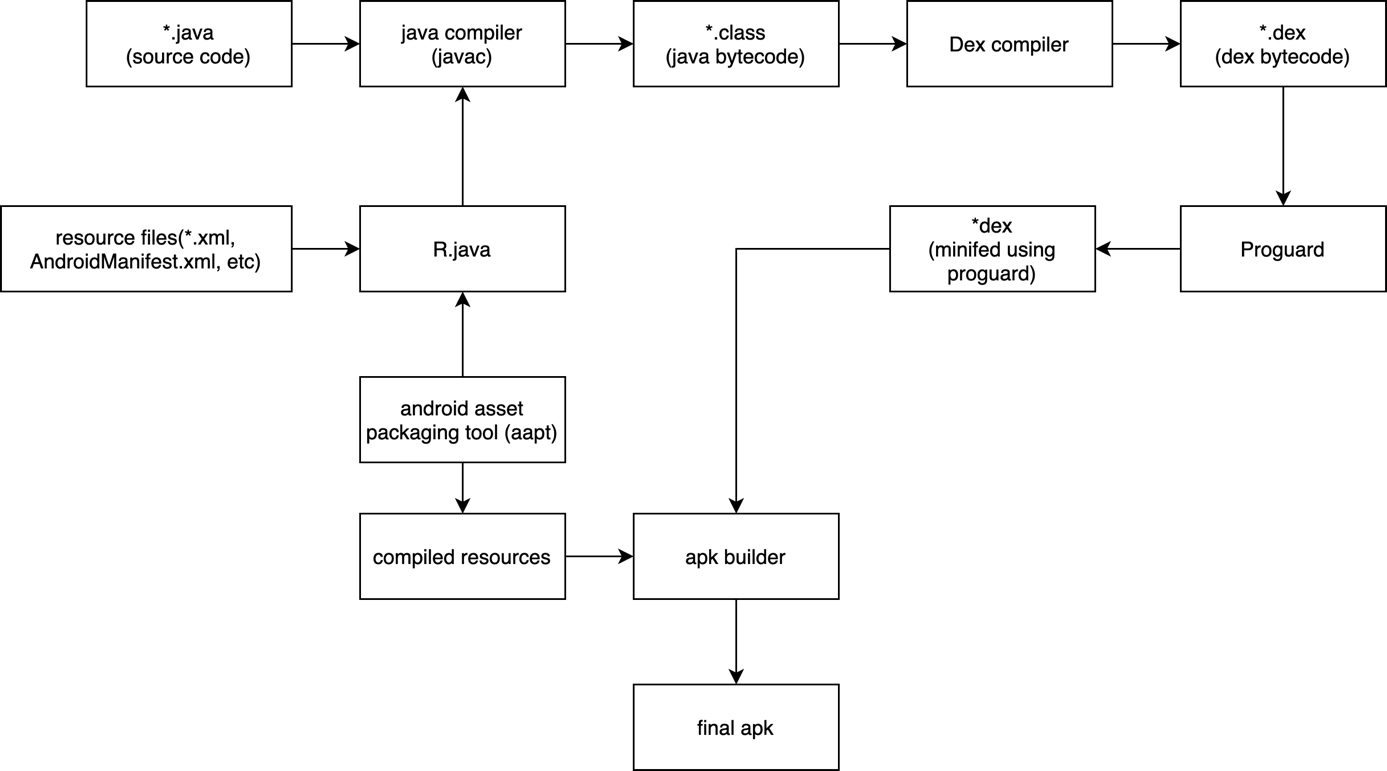 *.java
(source code)
java compiler
(javac)
*.class
(java bytecode)
Dex compiler
*.dex
(dex bytecode)
resource files(*.xml,
AndroidManifest.xml, etc)
R.java
*dex
(minifed using
proguard)
Proguard
android asset
packaging tool (aapt)
compiled resources
apk builder
final apk